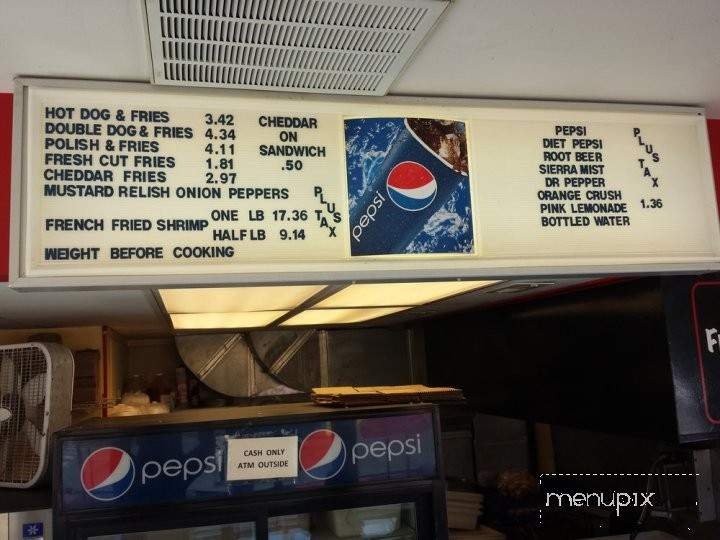 HOT DOG & FRIES 3.42
DOUBLE DOG & FRIES 4.34
POLISH & FRIES 4.11
FRESH CUT FRIES 1.81
CHEDDAR FRIES 2.97
MUSTARD RELISH ONION PEPPERS
CHEDDAR
ON
SANDWICH
.50
FRENCH FRIED SHRIMP ONE LB 17.36
HALF LB 9.14
PLUS TAX
WEIGHT BEFORE COOKING
pepsi
PEPSI
DIET PEPSI
ROOT BEER
SIERRA MIST
DR PEPPER
ORANGE CRUSH
PINK LEMONADE 1.36
BOTTLED WATER
PLUS TAX
pepsi
CASH ONLY
ATM OUTSIDE
pepsi
menupix